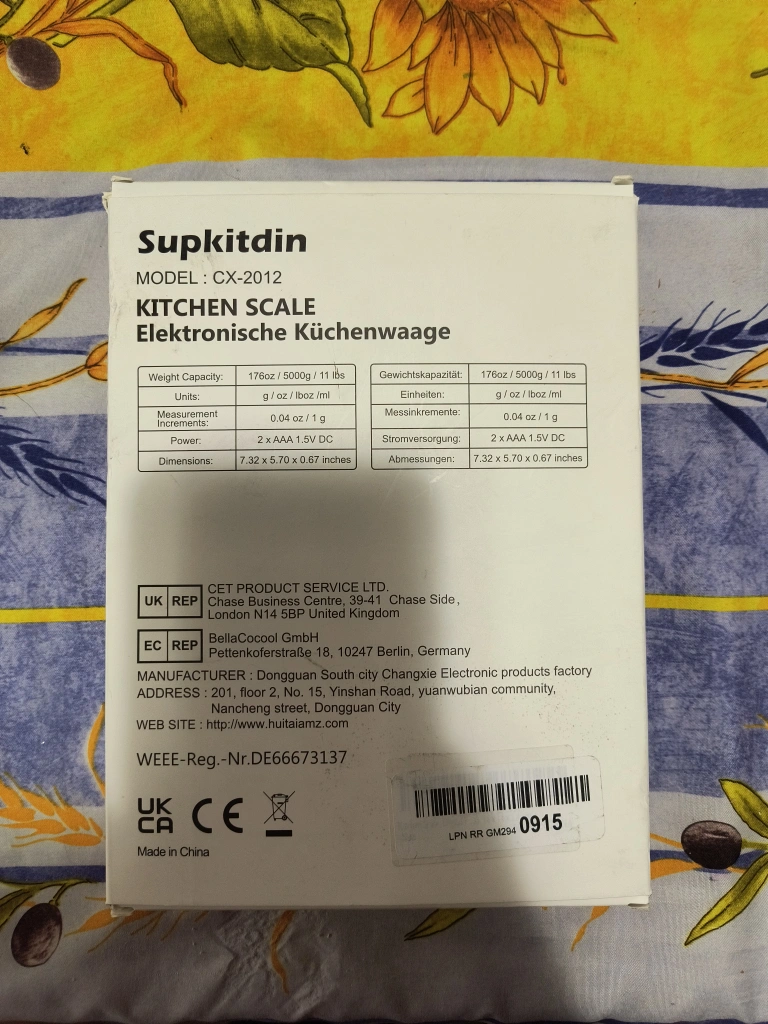 Supkitdin
MODEL : CX-2012
KITCHEN SCALE
Elektronische Küchenwaage
Weight Capacity: 176oz / 5000g / 11 lbs
Units: g / oz / lboz /ml
Measurement Increments: 0.04 oz / 1 g
Power: 2 x AAA 1.5V DC
Dimensions: 7.32 x 5.70 x 0.67 inches
Gewichtskapazität: 176oz / 5000g / 11 lbs
Einheiten: g / oz / lboz /ml
Messinkremente: 0.04 oz / 1 g
Stromversorgung: 2 x AAA 1.5V DC
Abmessungen: 7.32 x 5.70 x 0.67 inches
UK REP
CET PRODUCT SERVICE LTD.
Chase Business Centre, 39-41 Chase Side,
London N14 5BP United Kingdom
EC REP
BellaCocool GmbH
Pettenkoferstraße 18, 10247 Berlin, Germany
MANUFACTURER : Dongguan South city Changxie Electronic products factory
ADDRESS : 201, floor 2, No. 15, Yinshan Road, yuanwubian community,
Nancheng street, Dongguan City
WEB SITE : http://www.huitaiamz.com
WEEE-Reg.-Nr.DE66673137
UK
CA
CE
Made in China
LPN RR GM294 0915